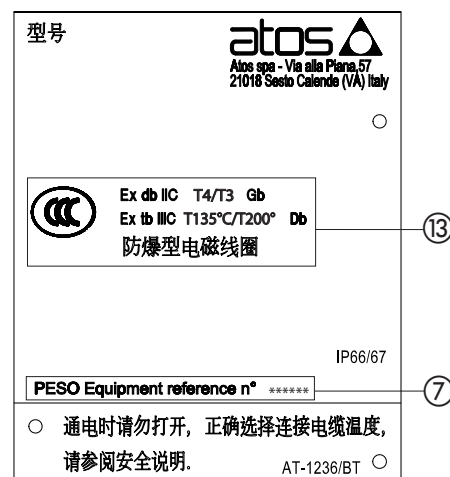 型号
atos
Atos spa - Via alla Piana,57
21018 Sesto Calende (VA) Italy
CCC
Ex db IIC T4/T3 Gb
Ex tb IIIC T135°C/T200° Db
防爆型电磁线圈
⑬
IP66/67
PESO Equipment reference n° ******
⑦
通电时请勿打开，正确选择连接电缆温度，
请参阅安全说明.
AT-1236/BT